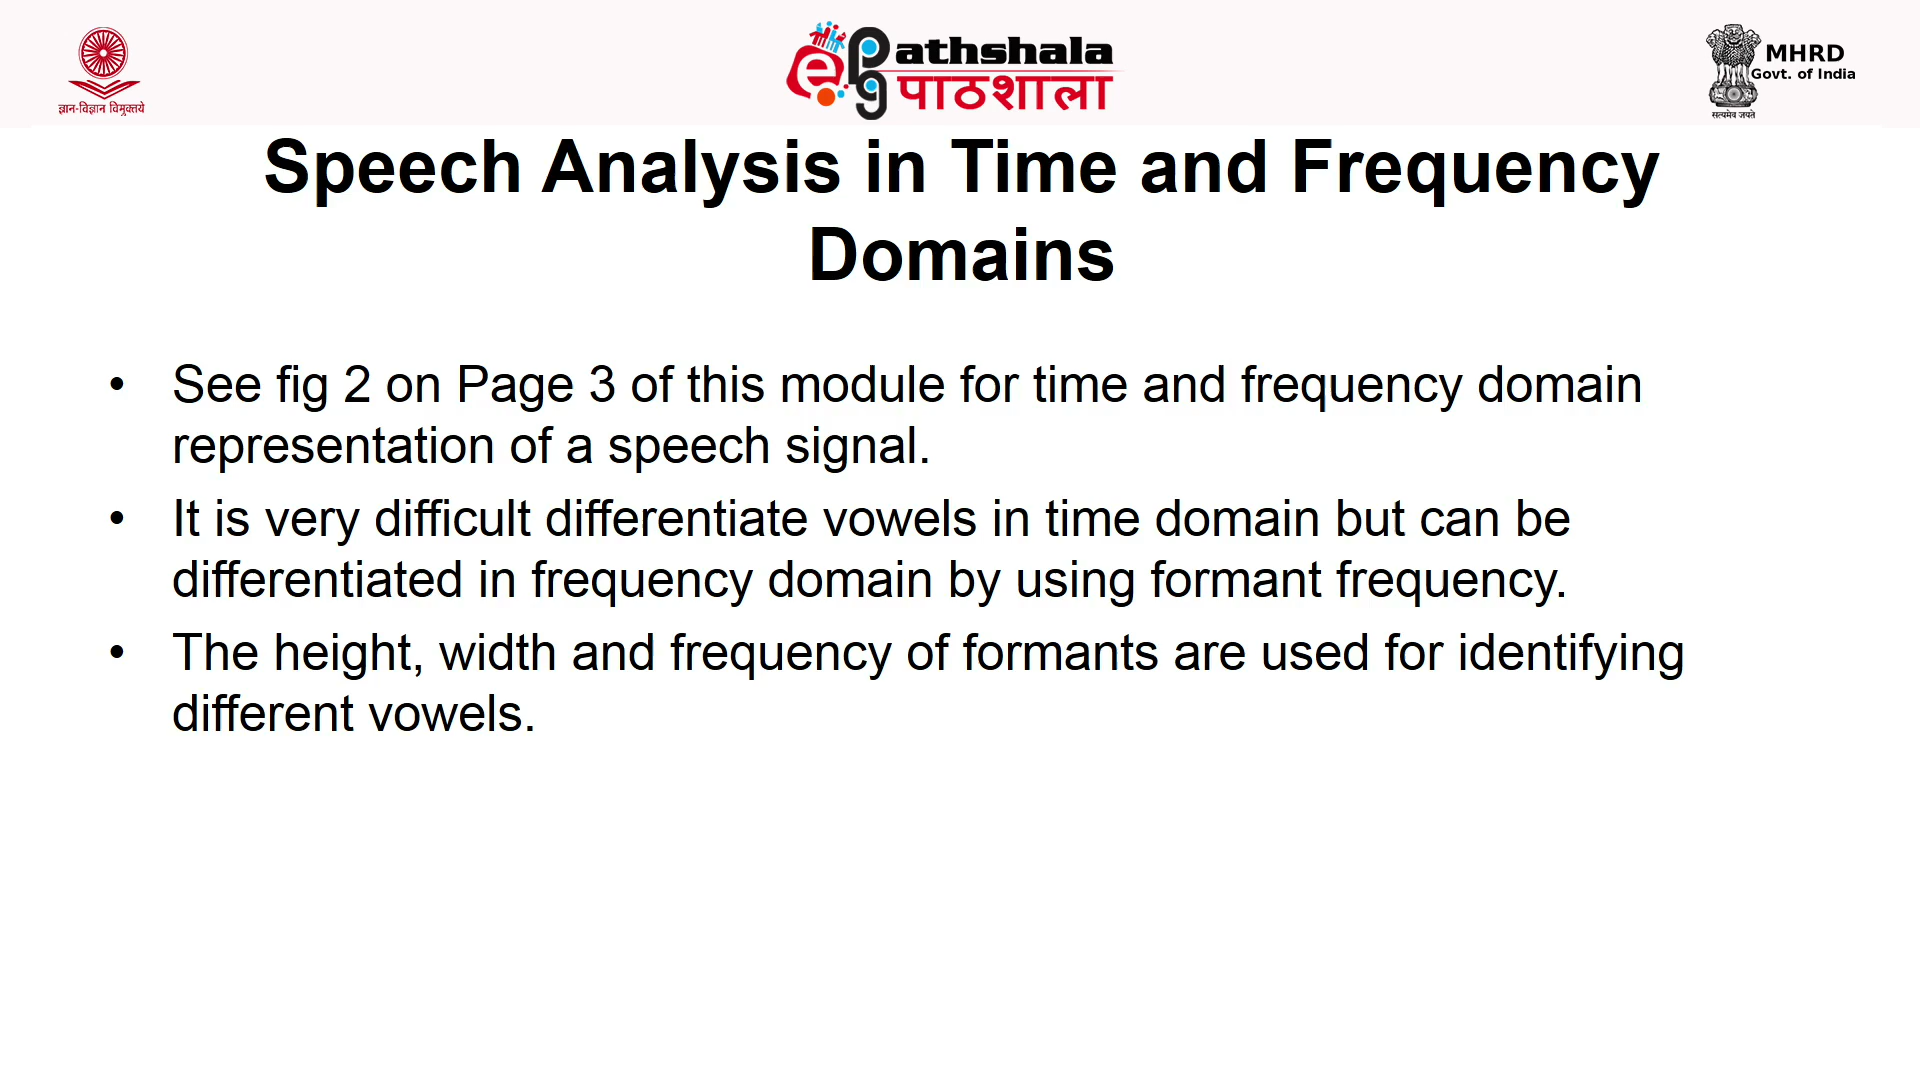 ज्ञान-विज्ञान विमुक्तये
e Pg athshala
पाठशाला
MHRD
Govt. of India
सत्यमेव जयते
Speech Analysis in Time and Frequency
Domains
• See fig 2 on Page 3 of this module for time and frequency domain
representation of a speech signal.
• It is very difficult differentiate vowels in time domain but can be
differentiated in frequency domain by using formant frequency.
• The height, width and frequency of formants are used for identifying
different vowels.